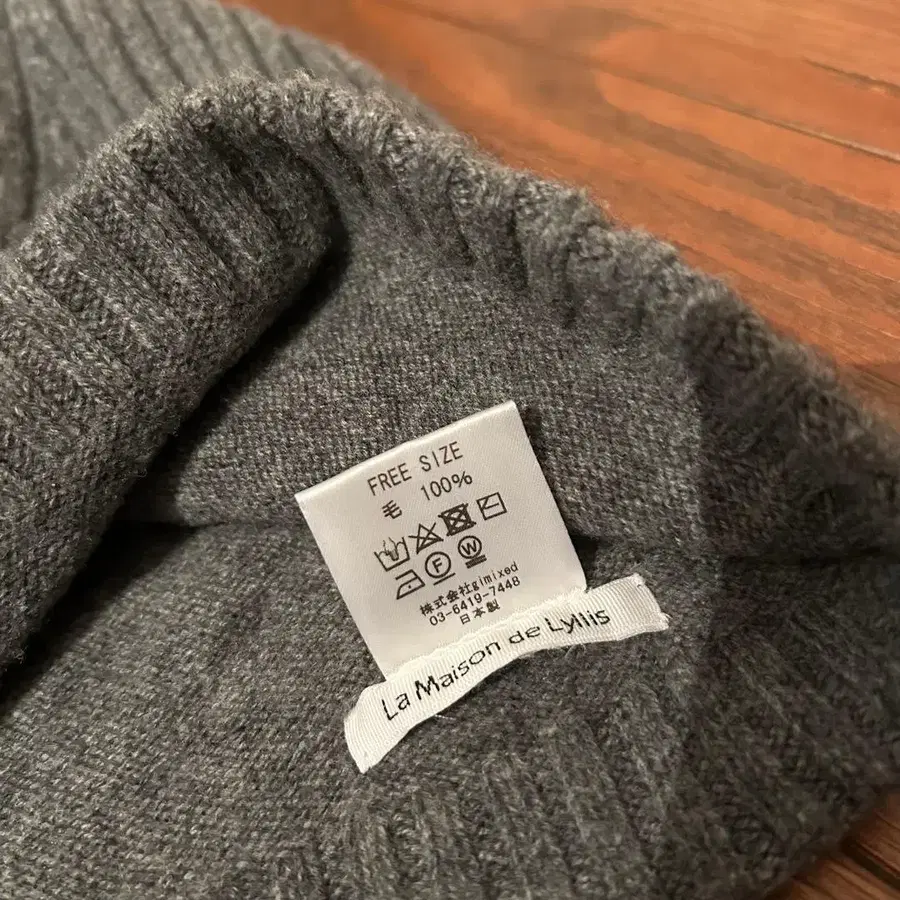 FREE SIZE
毛 100%
F W
株式会社gimixed
03-6419-7448
日本製
La Maison de Lyllis